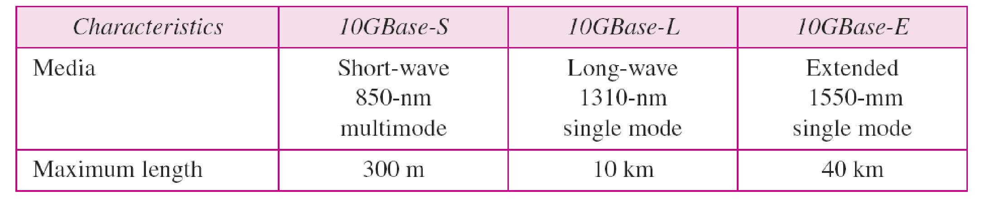 Characteristics 10GBase-S 10GBase-L 10GBase-E
Media Short-wave Long-wave Extended
850-nm 1310-nm 1550-mm
multimode single mode single mode
Maximum length 300 m 10 km 40 km